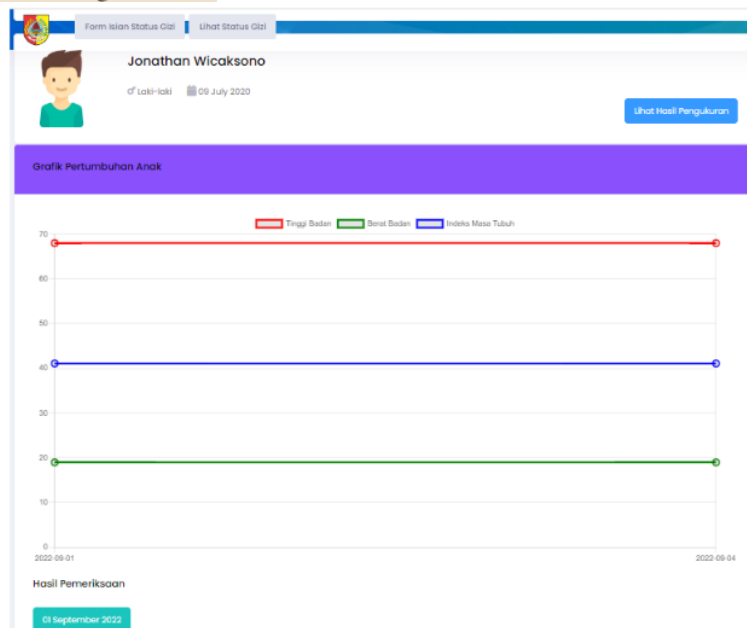 Form Isian Status Gizi Lihat Status Gizi
Jonathan Wicaksono
Laki-laki 09 July 2020
Lihat Hasil Pengukuran
Grafik Pertumbuhan Anak
Tinggi Badan Berat Badan Indeks Masa Tubuh
70
60
50
40
30
20
10
0
2022-09-01 2022-09-04
Hasil Pemeriksaan
01 September 2022